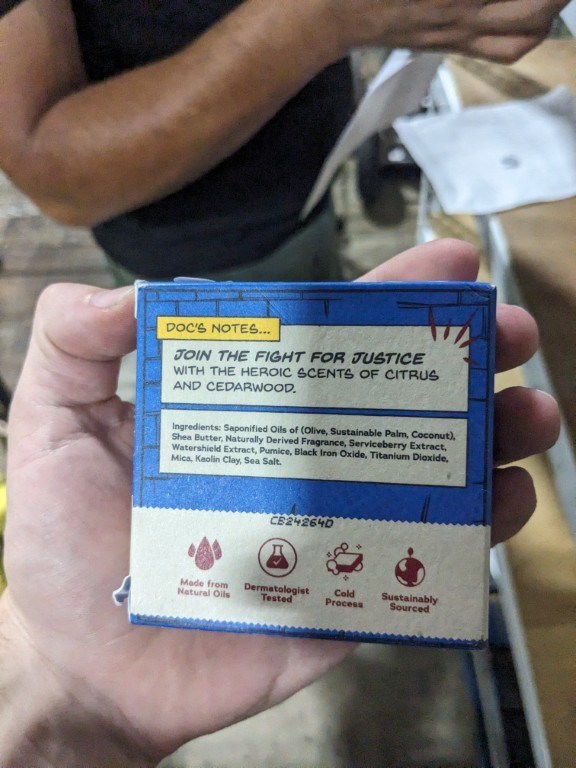 DOC'S NOTES...
JOIN THE FIGHT FOR JUSTICE
WITH THE HEROIC SCENTS OF CITRUS
AND CEDARWOOD.
Ingredients: Saponified Oils of (Olive, Sustainable Palm, Coconut),
Shea Butter, Naturally Derived Fragrance, Serviceberry Extract,
Watershield Extract, Pumice, Black Iron Oxide, Titanium Dioxide,
Mica, Kaolin Clay, Sea Salt.
CB24264D
Made from
Natural Oils
Dermatologist
Tested
Cold
Process
Sustainably
Sourced